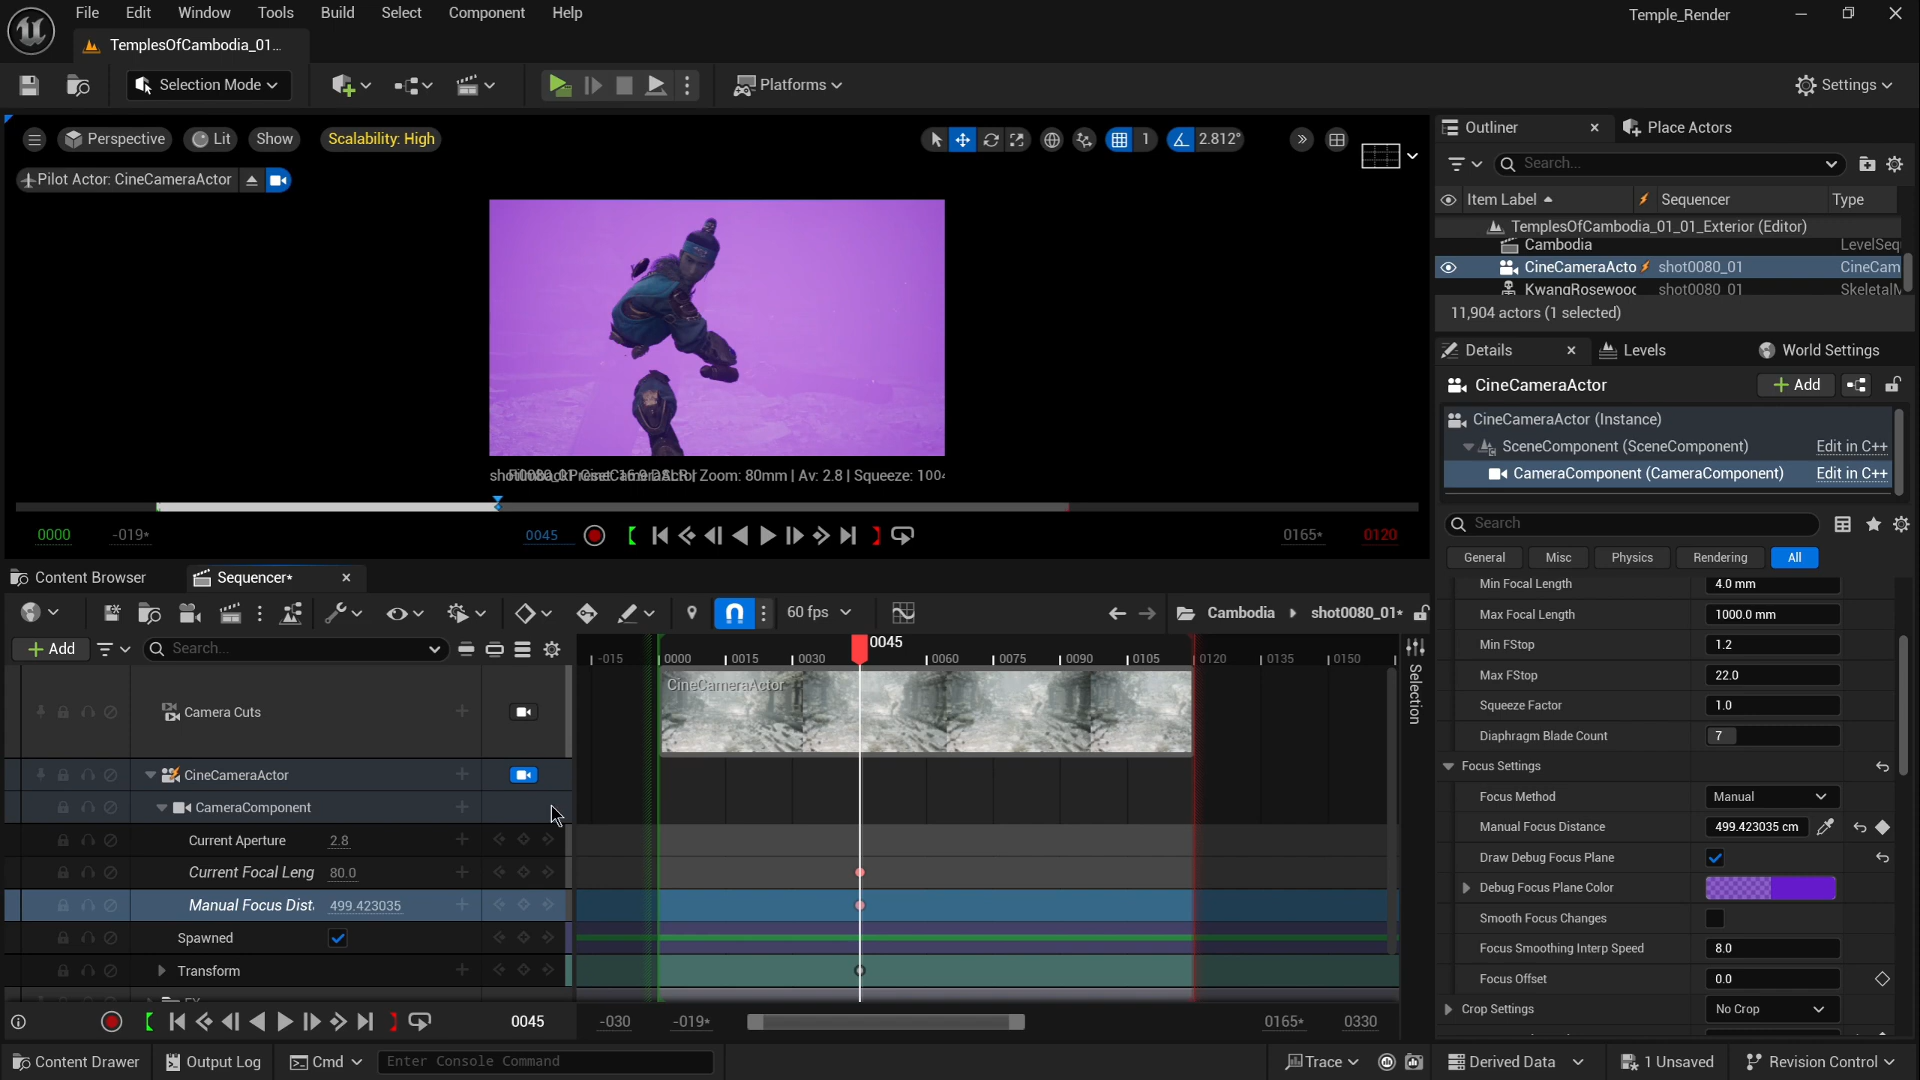 File Edit Window Tools Build Select Component Help
Temple_Render
TemplesOfCambodia_01...
Selection Mode
Platforms
Settings
Perspective Lit Show Scalability: High
1 2.812°
Pilot Actor: CineCameraActor
Zoom: 80mm | Av: 2.8 | Squeeze: 100
0000 -019* 0045 0165* 0120
Outliner Place Actors
Search...
Item Label Sequencer Type
TemplesOfCambodia_01_01_Exterior (Editor)
Cambodia LevelSeq
CineCameraActo shot0080_01 CineCam
KwangRosewood shot0080_01 SkeletalM
11,904 actors (1 selected)
Details Levels World Settings
CineCameraActor Add
CineCameraActor (Instance)
SceneComponent (SceneComponent) Edit in C++
CameraComponent (CameraComponent) Edit in C++
Search
General Misc Physics Rendering All
Min Focal Length 4.0 mm
Max Focal Length 1000.0 mm
Min FStop 1.2
Max FStop 22.0
Squeeze Factor 1.0
Diaphragm Blade Count 7
Focus Settings
Focus Method Manual
Manual Focus Distance 499.423035 cm
Draw Debug Focus Plane
Debug Focus Plane Color
Smooth Focus Changes
Focus Smoothing Interp Speed 8.0
Focus Offset 0.0
Crop Settings No Crop
Content Browser Sequencer*
60 fps
Cambodia shot0080_01*
Add Search...
0045
-015 0000 0015 0030 0060 0075 0090 0105 0120 0135 0150
Selection
Camera Cuts
CineCameraActor
CineCameraActor
CameraComponent
Current Aperture 2.8
Current Focal Leng 80.0
Manual Focus Dist. 499.423035
Spawned
Transform
0045 -030 -019* 0165* 0330
Content Drawer Output Log Cmd Enter Console Command
Trace Derived Data 1 Unsaved Revision Control